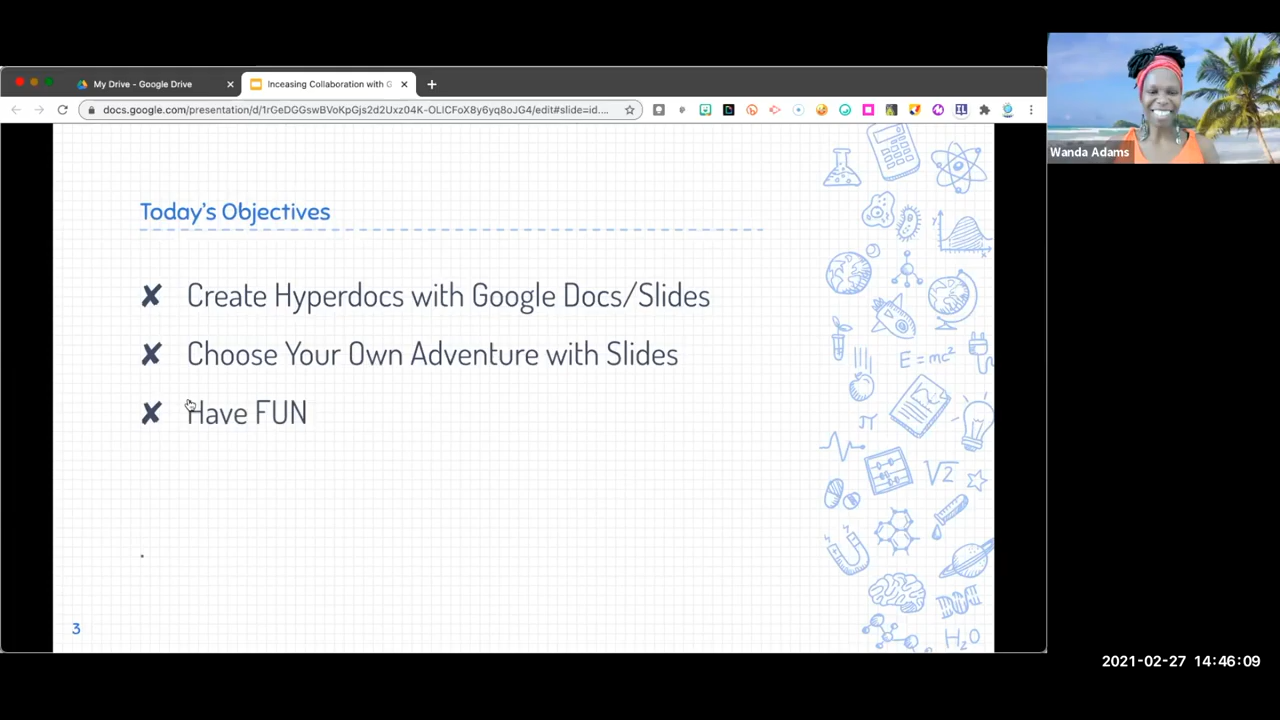 My Drive - Google Drive
Inceasing Collaboration with G
docs.google.com/presentation/d/1rGeDGGswBVoKpGjs2d2Uxz04K-OLICFoX8y6yq8oJG4/edit#slide=id....
Wanda Adams
Today's Objectives
✘ Create Hyperdocs with Google Docs/Slides
✘ Choose Your Own Adventure with Slides
✘ Have FUN
.
3
y
x
E=mc²
π
√2
H₂O
2021-02-27 14:46:09